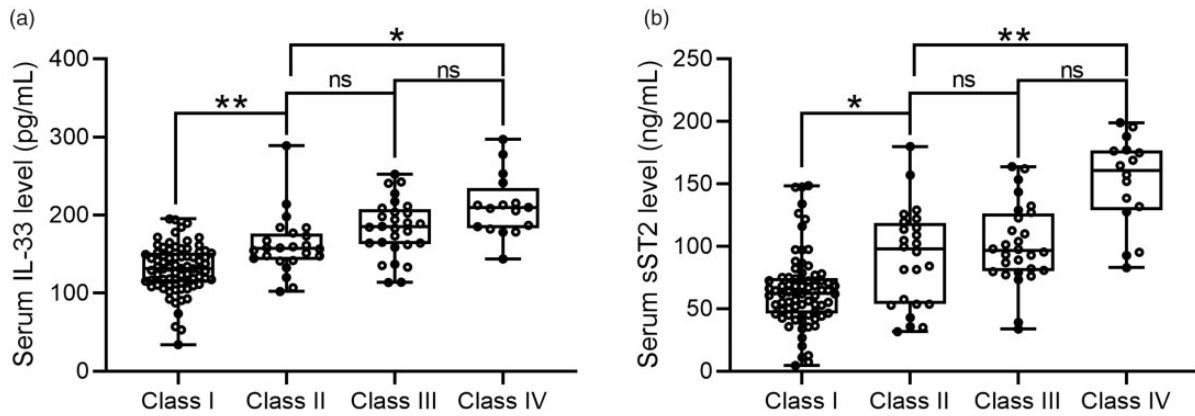 (a)
Serum IL-33 level (pg/mL)
400
300
200
100
0
**
ns
*
ns
Class I Class II Class III Class IV
(b)
Serum sST2 level (ng/mL)
250
200
150
100
50
0
*
ns
**
ns
Class I Class II Class III Class IV